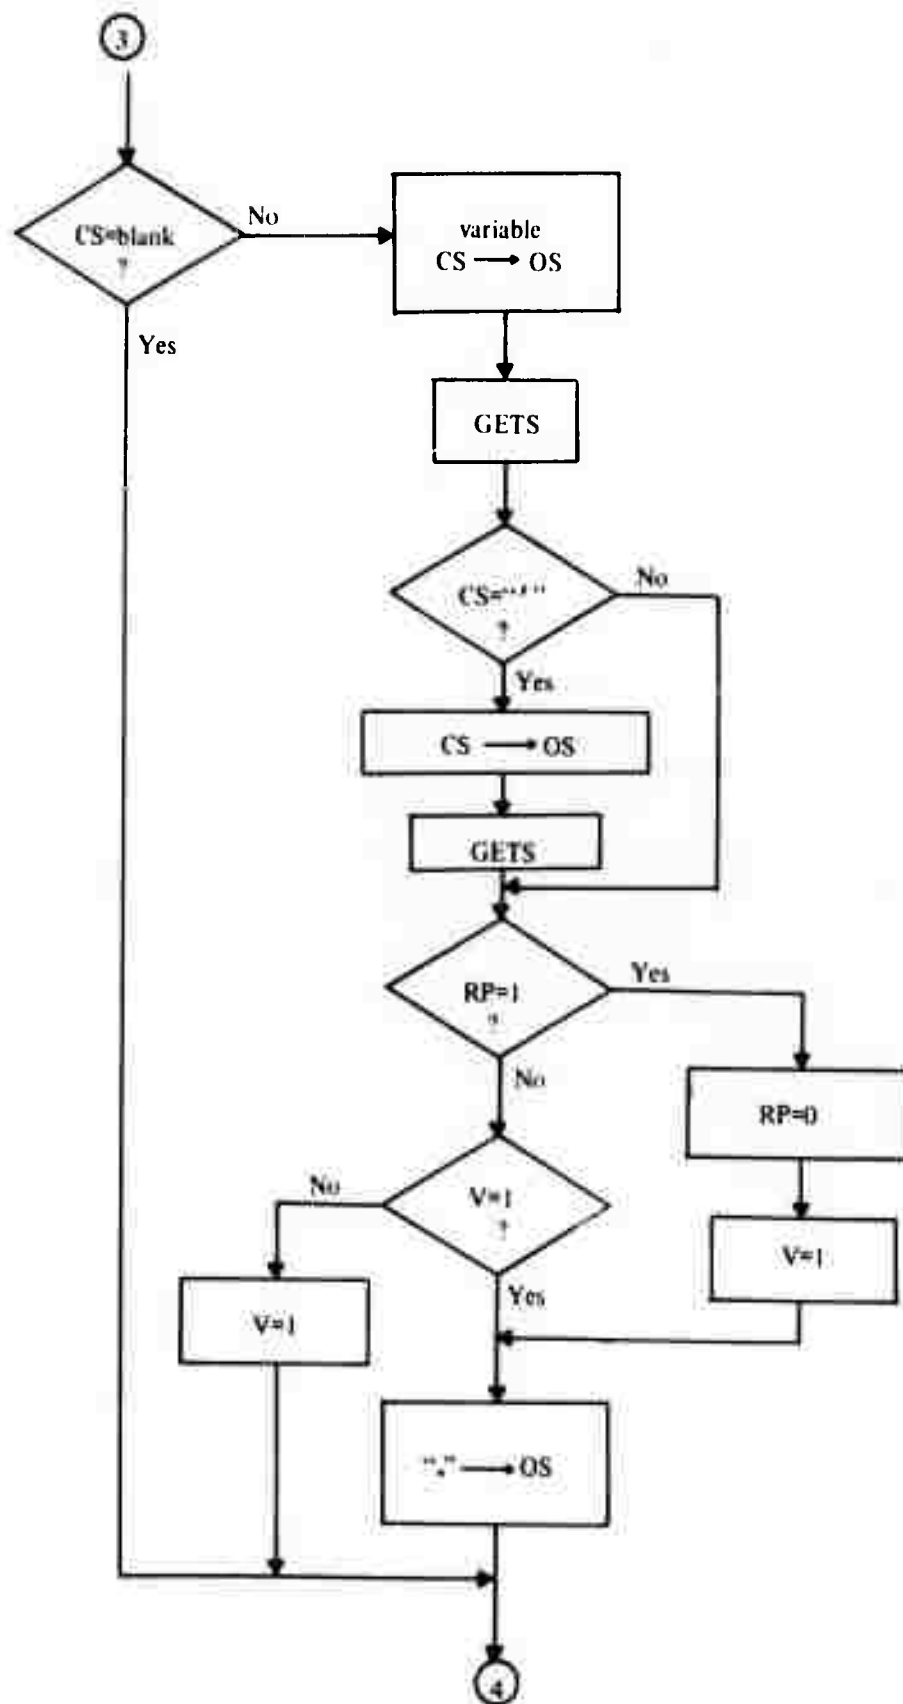 3
CS=blank
?
No
Yes
variable
CS → OS
GETS
CS="'"
?
No
Yes
CS → OS
GETS
RP=1
?
Yes
No
RP=0
V=1
V=1
?
No
Yes
V=1
"." → OS
4